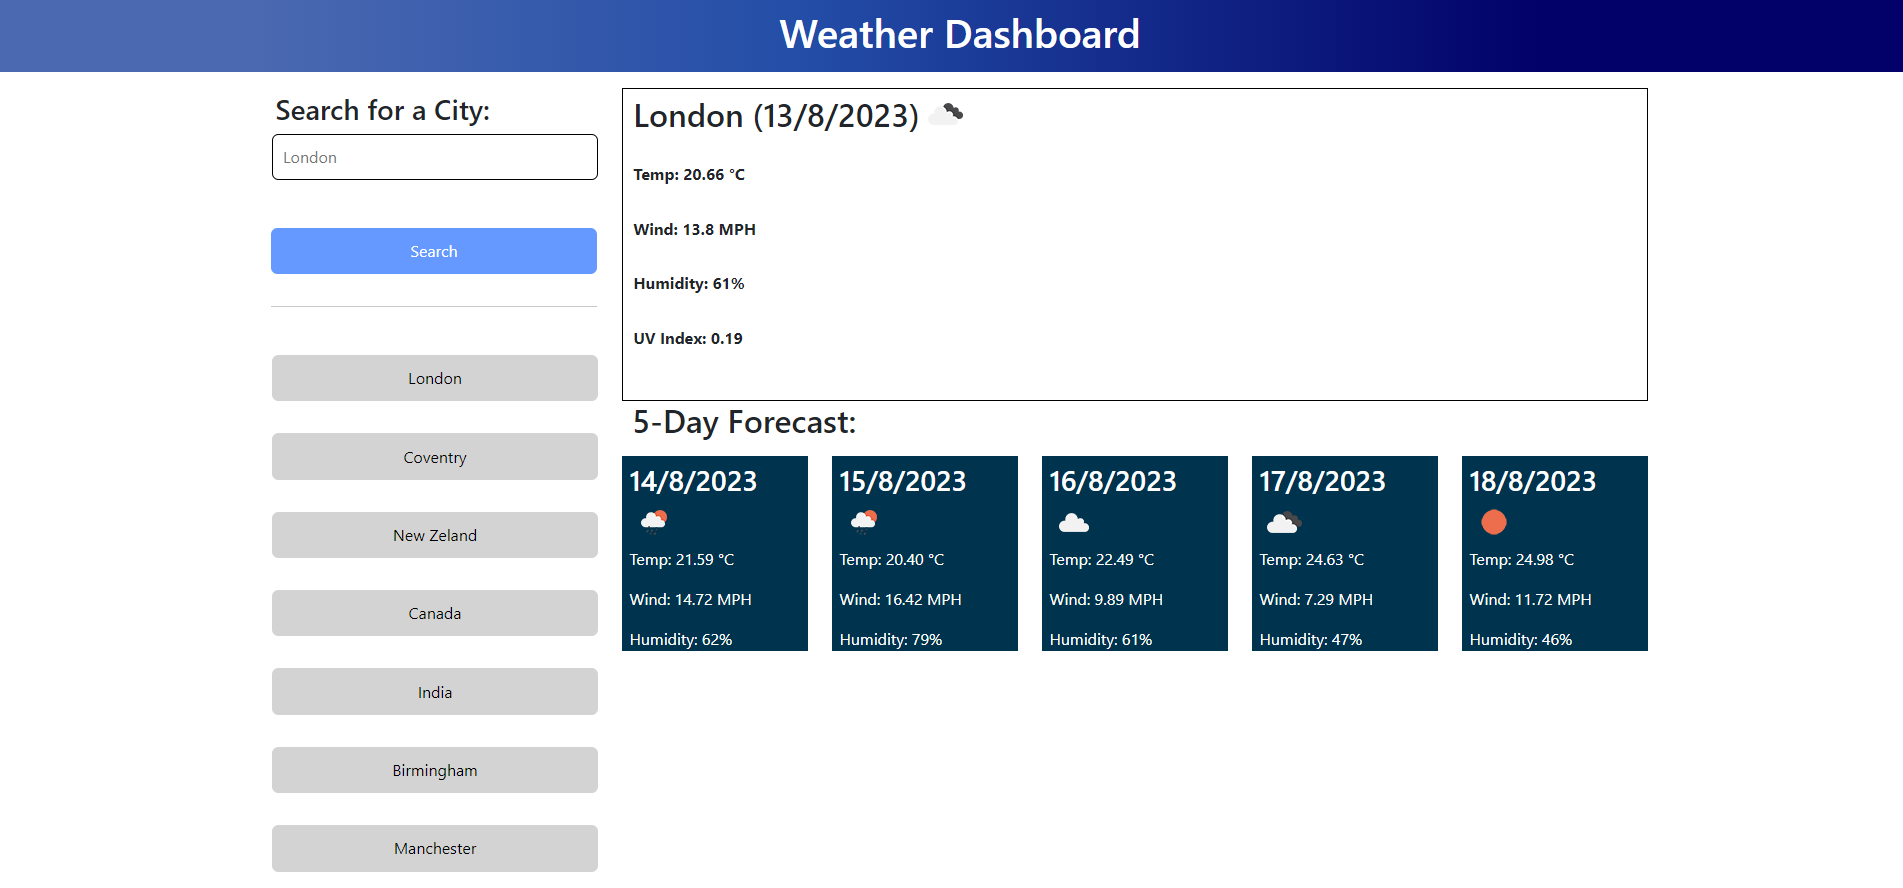 Weather Dashboard
Search for a City:
London
Search
London
Coventry
New Zeland
Canada
India
Birmingham
Manchester
London (13/8/2023)
Temp: 20.66 °C
Wind: 13.8 MPH
Humidity: 61%
UV Index: 0.19
5-Day Forecast:
14/8/2023
Temp: 21.59 °C
Wind: 14.72 MPH
Humidity: 62%
15/8/2023
Temp: 20.40 °C
Wind: 16.42 MPH
Humidity: 79%
16/8/2023
Temp: 22.49 °C
Wind: 9.89 MPH
Humidity: 61%
17/8/2023
Temp: 24.63 °C
Wind: 7.29 MPH
Humidity: 47%
18/8/2023
Temp: 24.98 °C
Wind: 11.72 MPH
Humidity: 46%